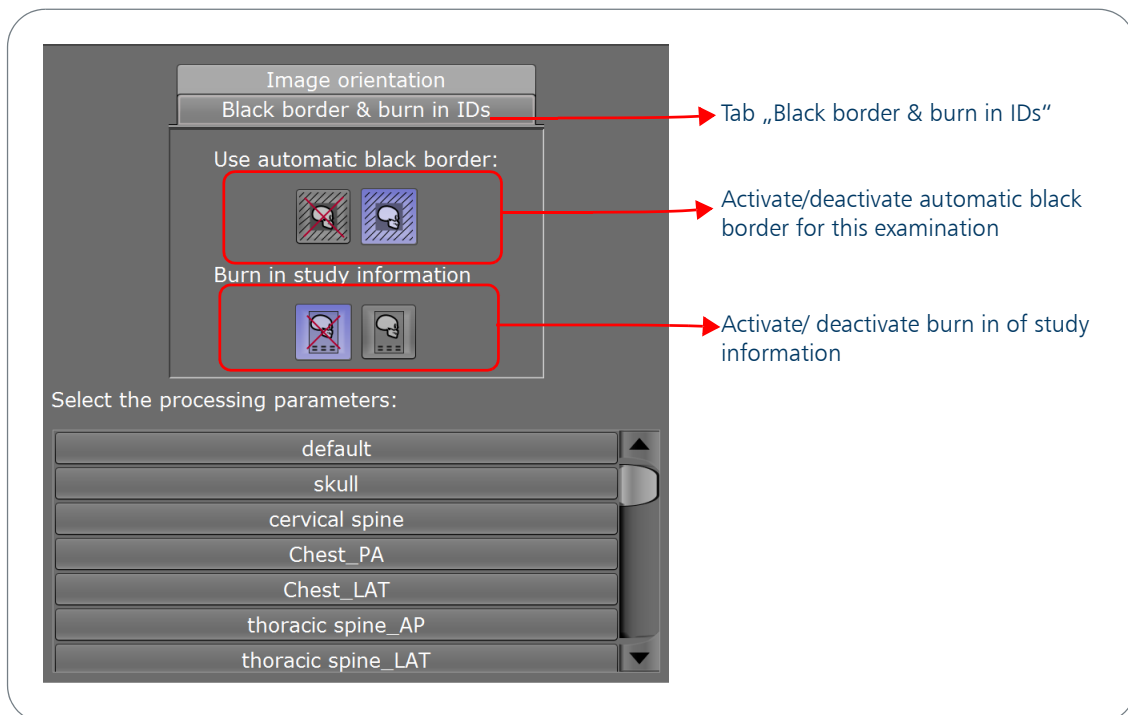 Image orientation
Black border & burn in IDs
Tab „Black border & burn in IDs“
Use automatic black border:
Activate/deactivate automatic black
border for this examination
Burn in study information
Activate/ deactivate burn in of study
information
Select the processing parameters:
default
skull
cervical spine
Chest_PA
Chest_LAT
thoracic spine_AP
thoracic spine_LAT